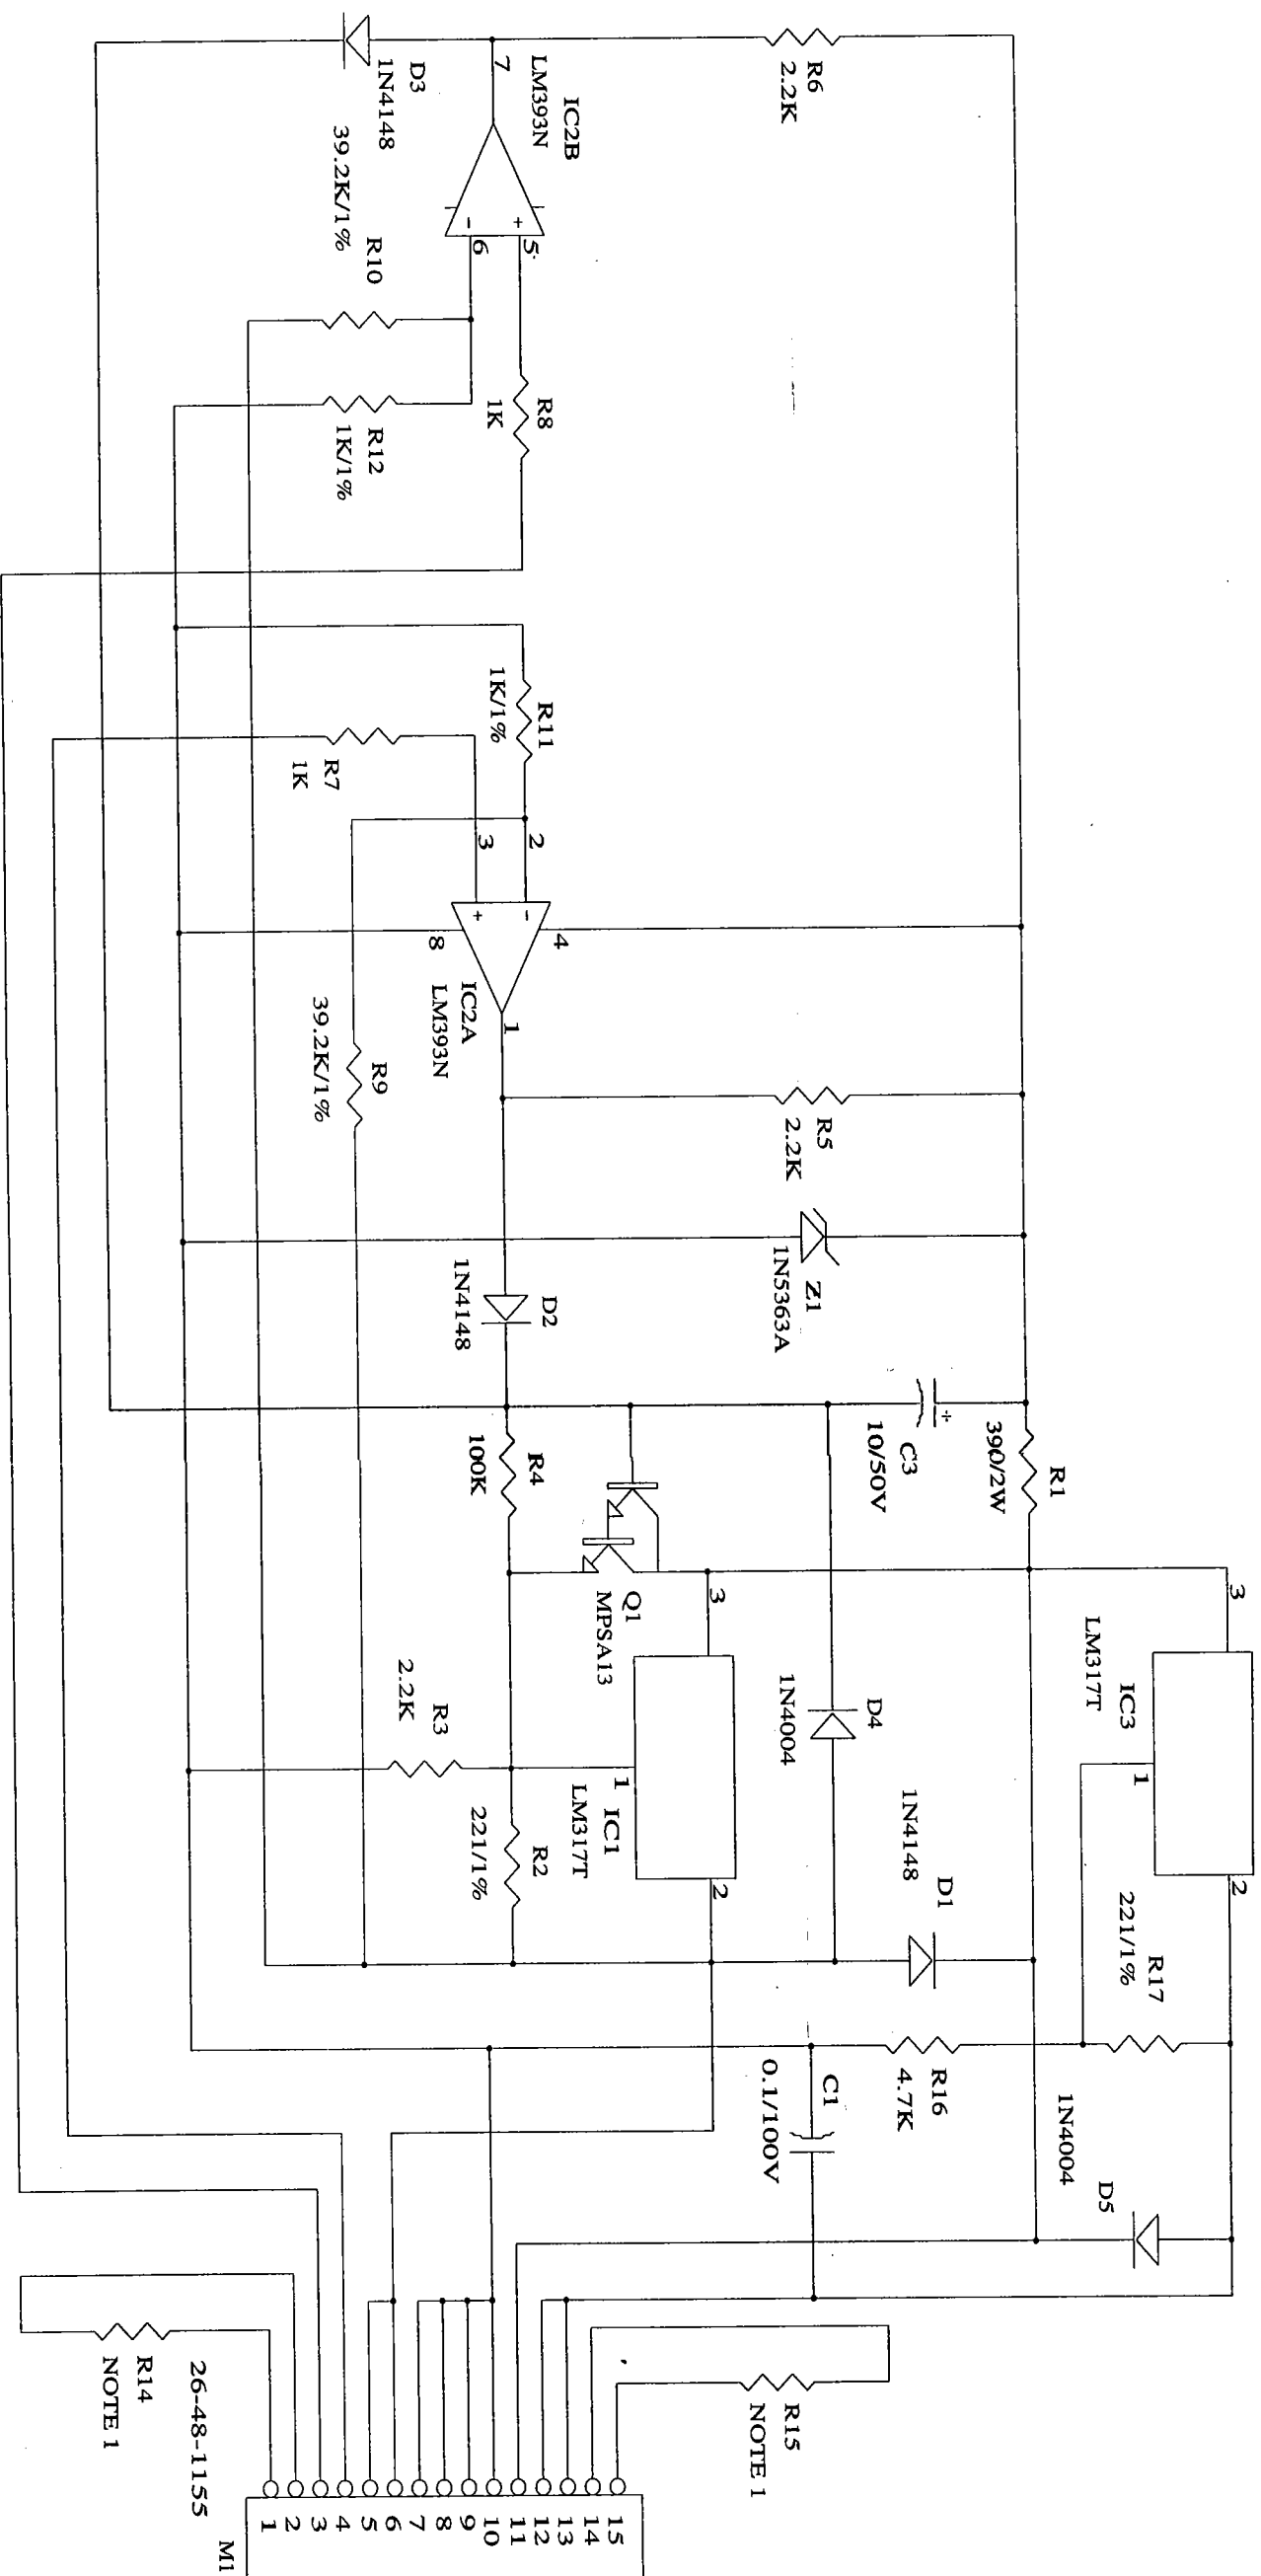 R6
2.2K
IC2B
LM393N
7
D3
1N4148
+
-
5
6
R10
39.2K/1%
R8
1K
R12
1K/1%
R11
1K/1%
R7
1K
2
3
-
+
4
8
IC2A
LM393N
1
R9
39.2K/1%
R5
2.2K
Z1
1N5363A
D2
1N4148
+
C3
10/50V
R1
390/2W
R4
100K
Q1
MPSA13
3
IC3
LM317T
1
2
3
IC1
LM317T
1
2
D4
1N4004
R3
2.2K
R2
221/1%
D1
1N4148
R17
221/1%
R16
4.7K
C1
0.1/100V
D5
1N4004
R15
NOTE 1
R14
NOTE 1
26-48-1155
M1
15
14
13
12
11
10
9
8
7
6
5
4
3
2
1